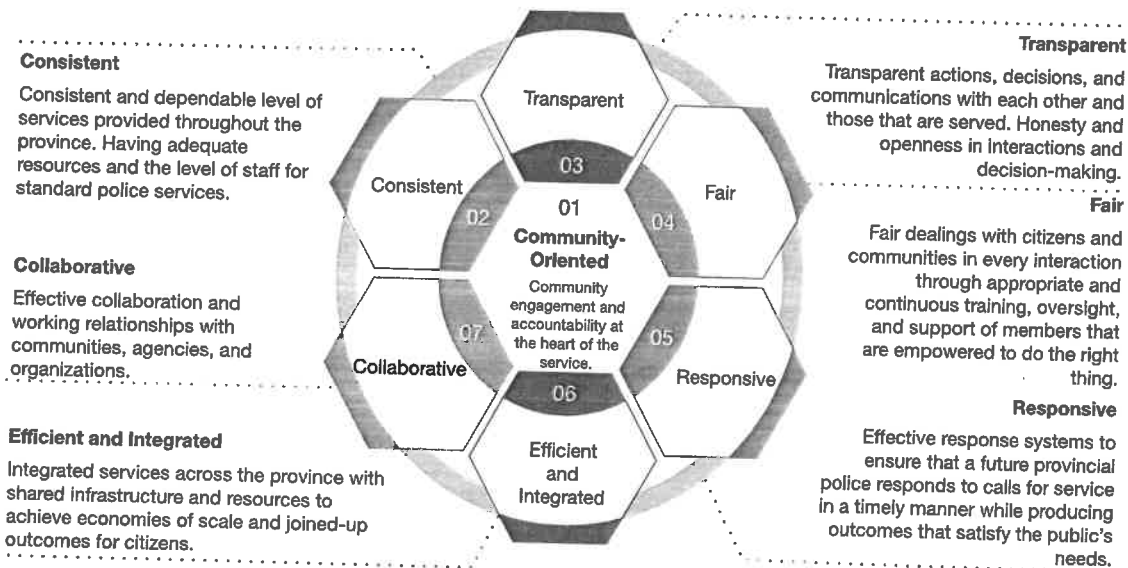 Consistent
Consistent and dependable level of
services provided throughout the
province. Having adequate
resources and the level of staff for
standard police services.
Collaborative
Effective collaboration and
working relationships with
communities, agencies, and
organizations.
Efficient and Integrated
Integrated services across the province with
shared infrastructure and resources to
achieve economies of scale and joined-up
outcomes for citizens.
Transparent
03
Consistent
02
Fair
04
01
Community-
Oriented
Community
engagement and
accountability at
the heart of the
service.
07
Collaborative
05
Responsive
06
Efficient
and
Integrated
Transparent
Transparent actions, decisions, and
communications with each other and
those that are served. Honesty and
openness in interactions and
decision-making.
Fair
Fair dealings with citizens and
communities in every interaction
through appropriate and
continuous training, oversight,
and support of members that
are empowered to do the right
thing.
Responsive
Effective response systems to
ensure that a future provincial
police responds to calls for service
in a timely manner while producing
outcomes that satisfy the public's
needs.